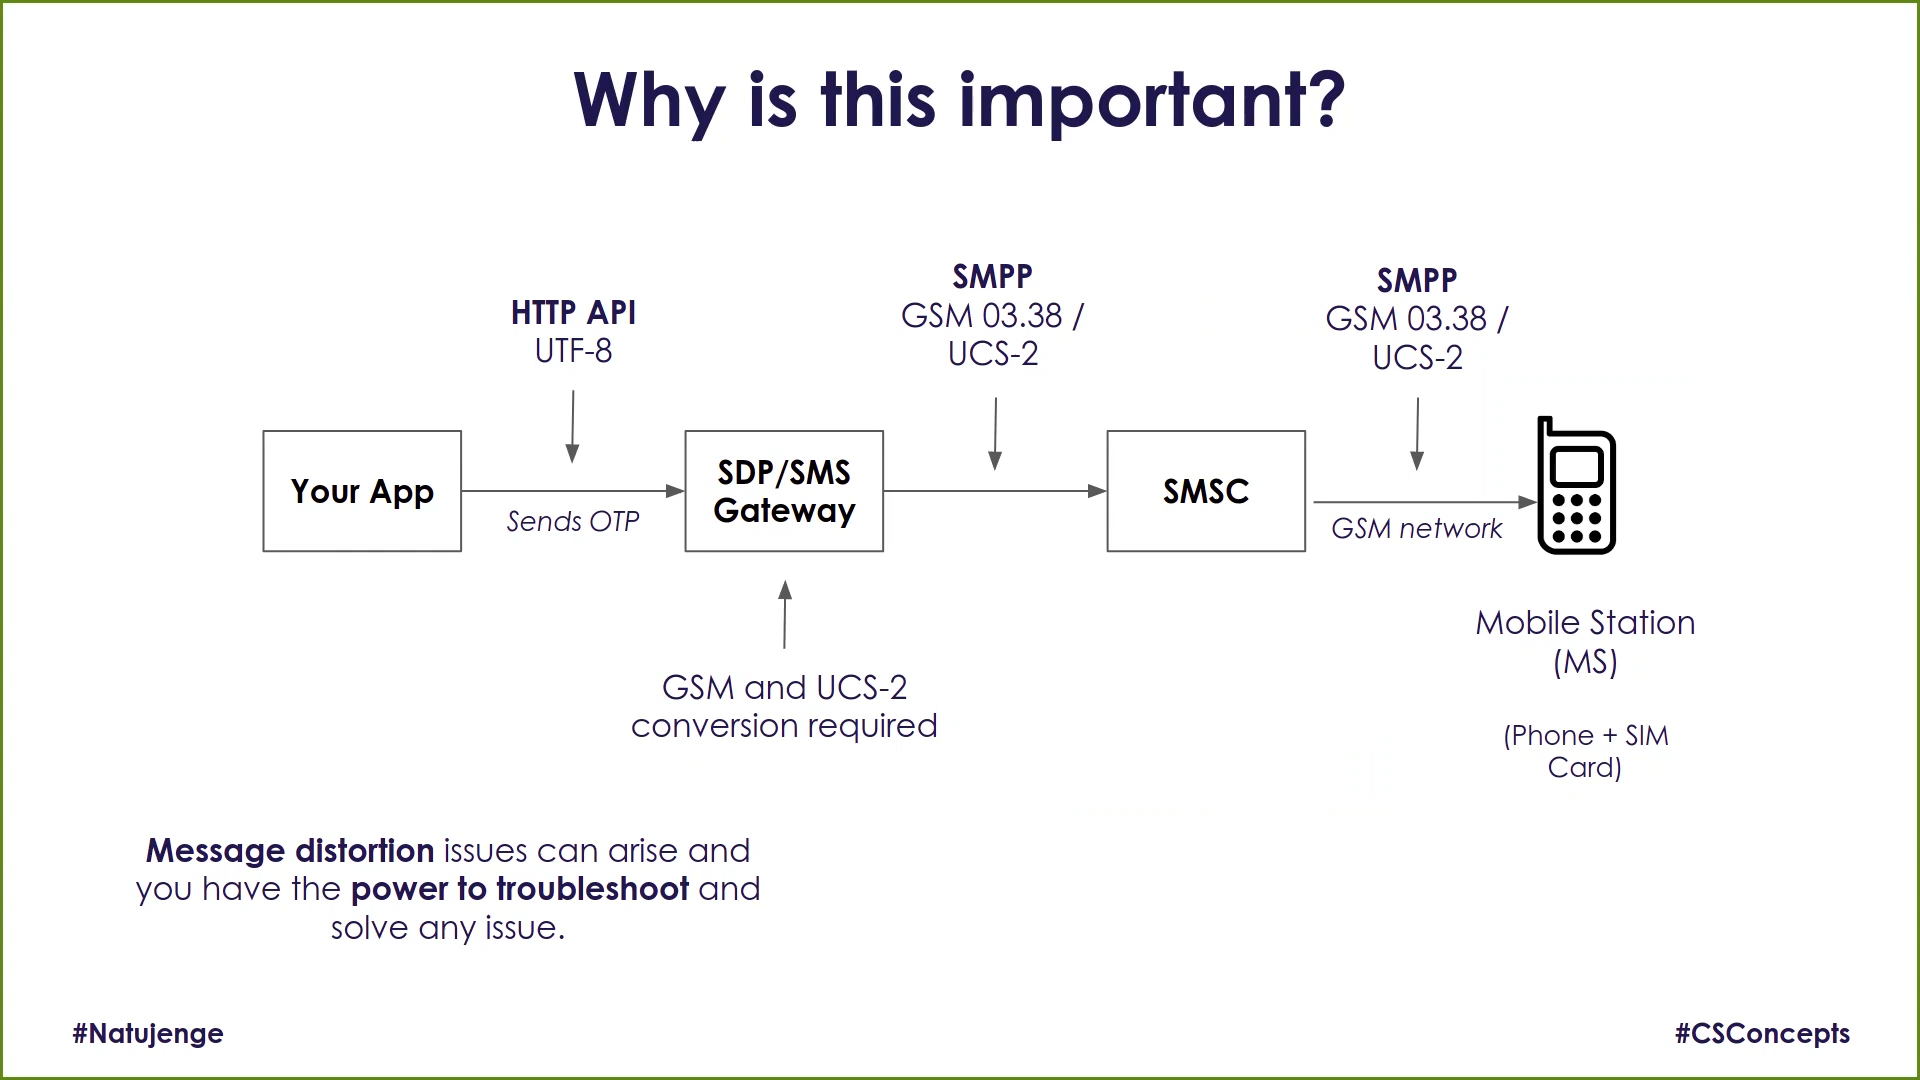 Why is this important?
HTTP API
UTF-8
SMPP
GSM 03.38 /
UCS-2
SMPP
GSM 03.38 /
UCS-2
Your App
Sends OTP
SDP/SMS
Gateway
SMSC
GSM network
GSM and UCS-2
conversion required
Mobile Station
(MS)
(Phone + SIM
Card)
Message distortion issues can arise and
you have the power to troubleshoot and
solve any issue.
#Natujenge
#CSConcepts